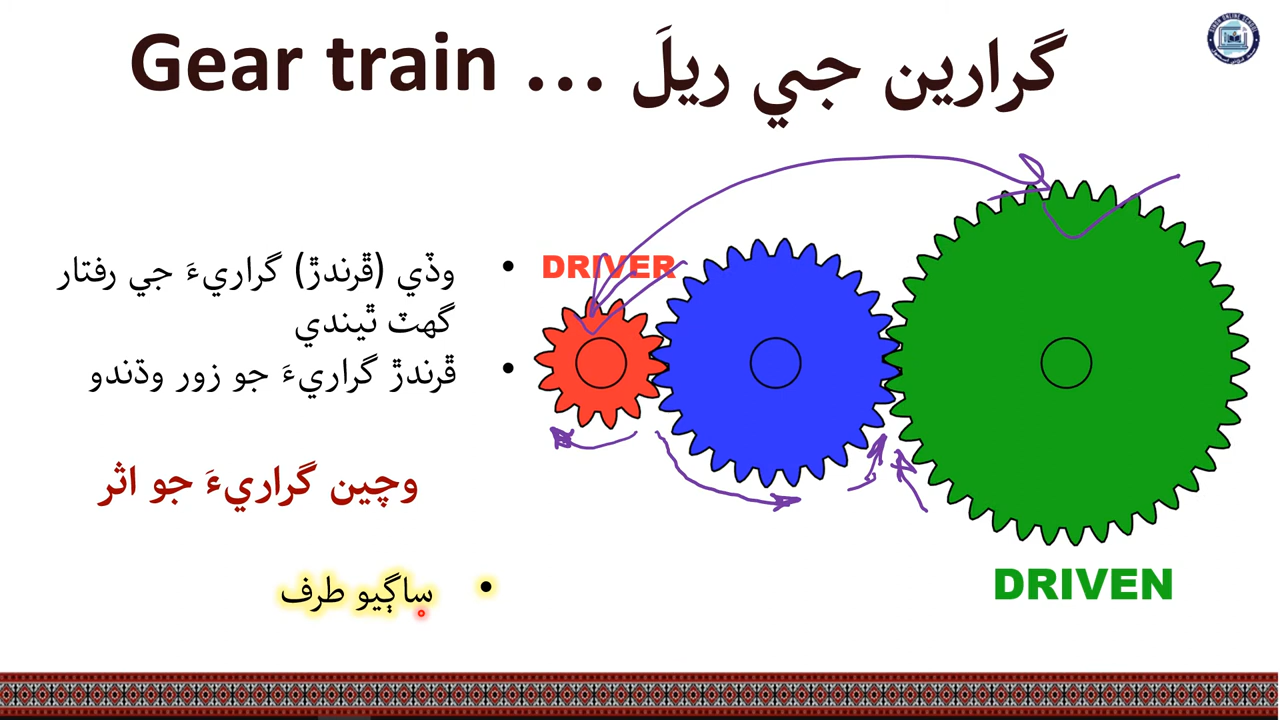 گرارين جي ريلَ ... Gear train
وڏي (ڦرندڙ) گراريءَ جي رفتار
گهٽ ٿيندي
ڦرندڙ گراريءَ جو زور وڌندو
وچين گراريءَ جو اثر
ساڳيو طرف
DRIVER
DRIVEN